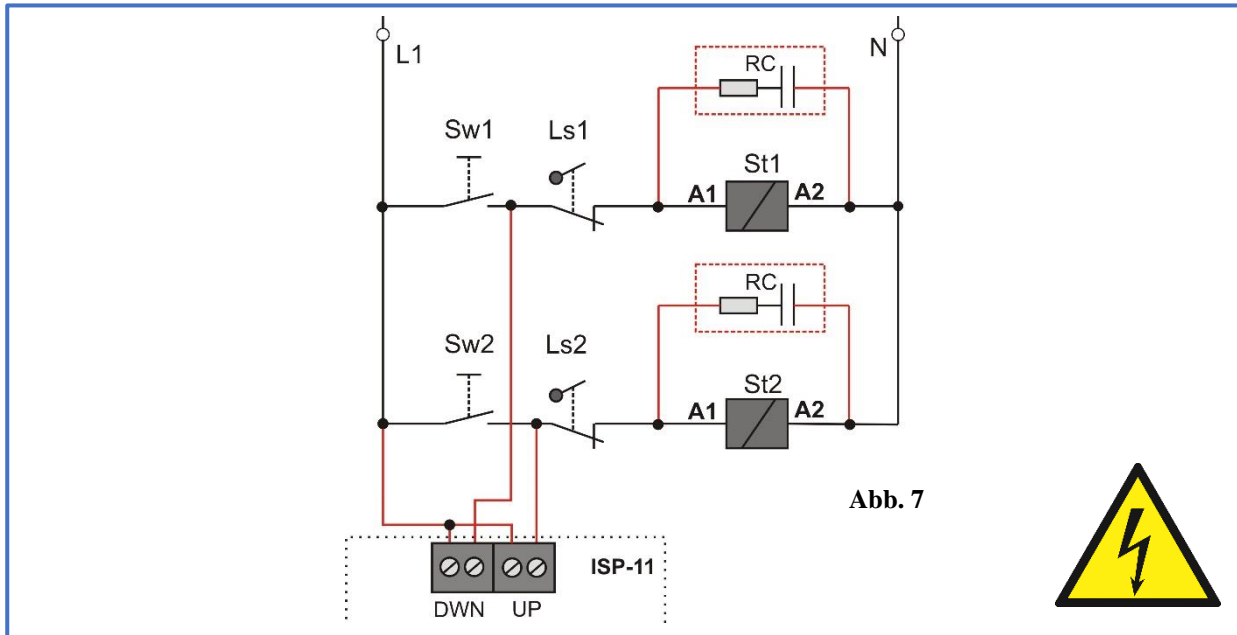 L1
N
RC
Sw1
Ls1
St1
A1
A2
RC
Sw2
Ls2
St2
A1
A2
Abb. 7
ISP-11
DWN
UP